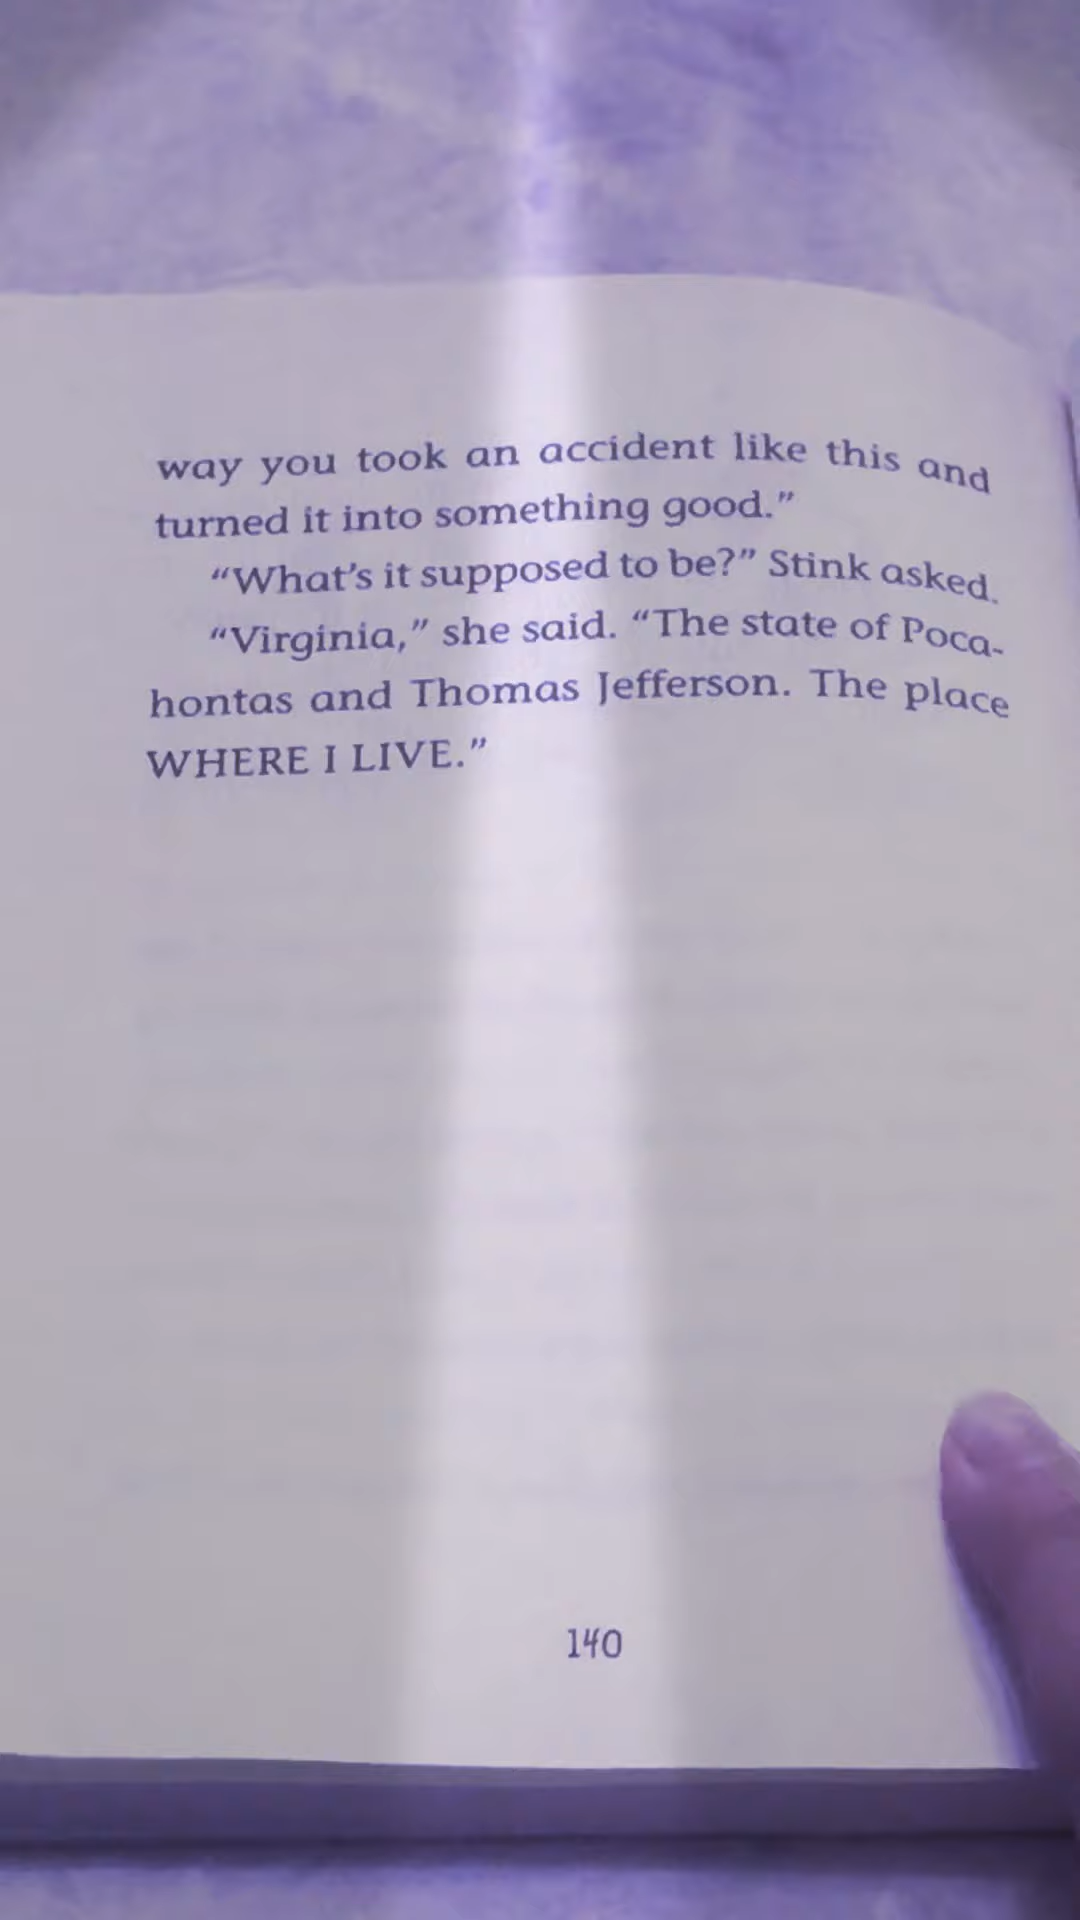 way you took an accident like this and
turned it into something good.”
“What’s it supposed to be?” Stink asked.
“Virginia,” she said. “The state of Poca-
hontas and Thomas Jefferson. The place
WHERE I LIVE.”
140